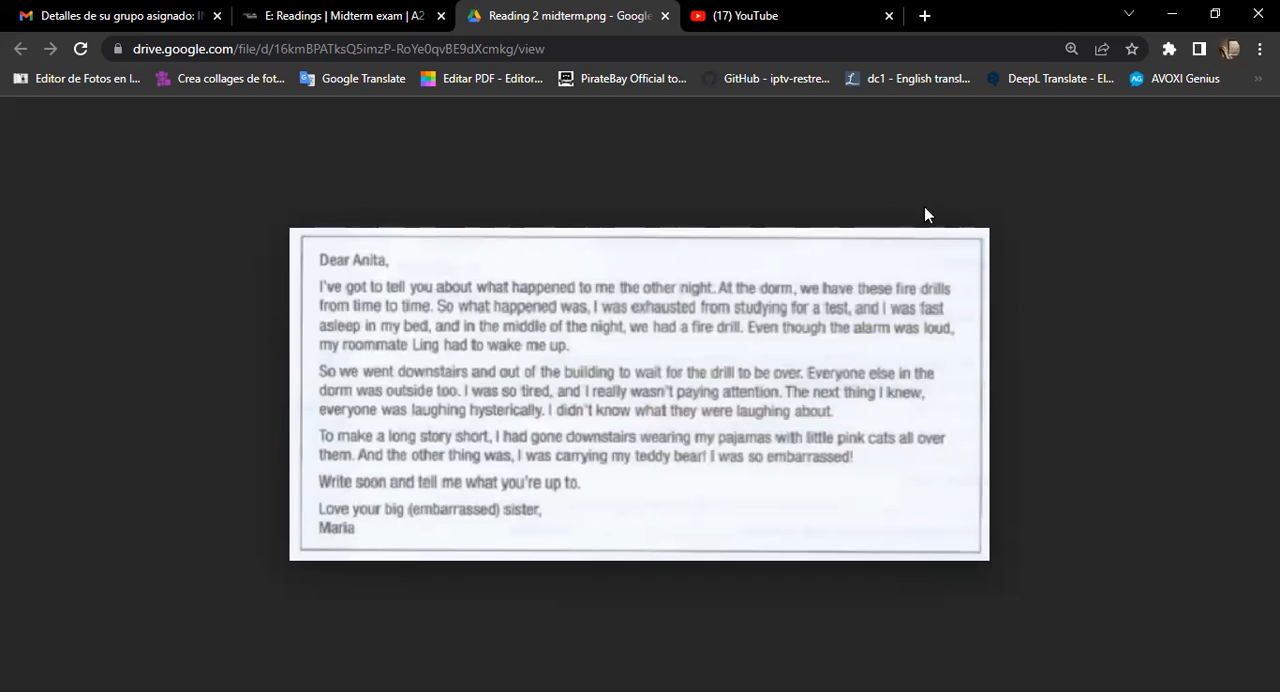 Detalles de su grupo asignado: I
E: Readings | Midterm exam | A2
Reading 2 midterm.png - Google
(17) YouTube
drive.google.com/file/d/16kmBPATksQ5imzP-RoYe0qvBE9dXcmkg/view
Editor de Fotos en l...
Crea collages de fot...
Google Translate
Editar PDF - Editor...
PirateBay Official to...
GitHub - iptv-restre...
dc1 - English transl...
DeepL Translate - El...
AVOXI Genius
Dear Anita,
I've got to tell you about what happened to me the other night. At the dorm, we have these fire drills
from time to time. So what happened was, I was exhausted from studying for a test, and I was fast
asleep in my bed, and in the middle of the night, we had a fire drill. Even though the alarm was loud,
my roommate Ling had to wake me up.
So we went downstairs and out of the building to wait for the drill to be over. Everyone else in the
dorm was outside too. I was so tired, and I really wasn't paying attention. The next thing I knew,
everyone was laughing hysterically. I didn't know what they were laughing about.
To make a long story short, I had gone downstairs wearing my pajamas with little pink cats all over
them. And the other thing was, I was carrying my teddy bear! I was so embarrassed!
Write soon and tell me what you're up to.
Love your big (embarrassed) sister,
Maria